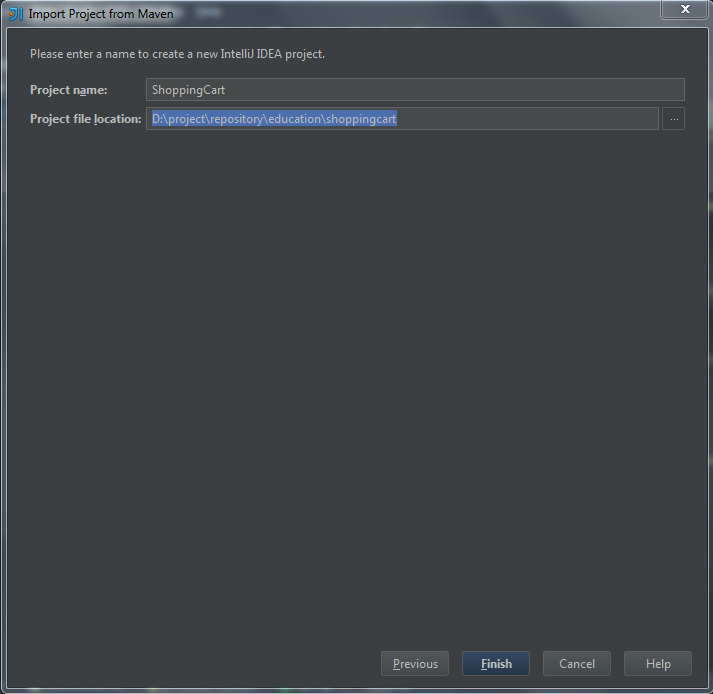 Import Project from Maven
Please enter a name to create a new IntelliJ IDEA project.
Project name: ShoppingCart
Project file location: D:\project\repository\education\shoppingcart ...
Previous Finish Cancel Help